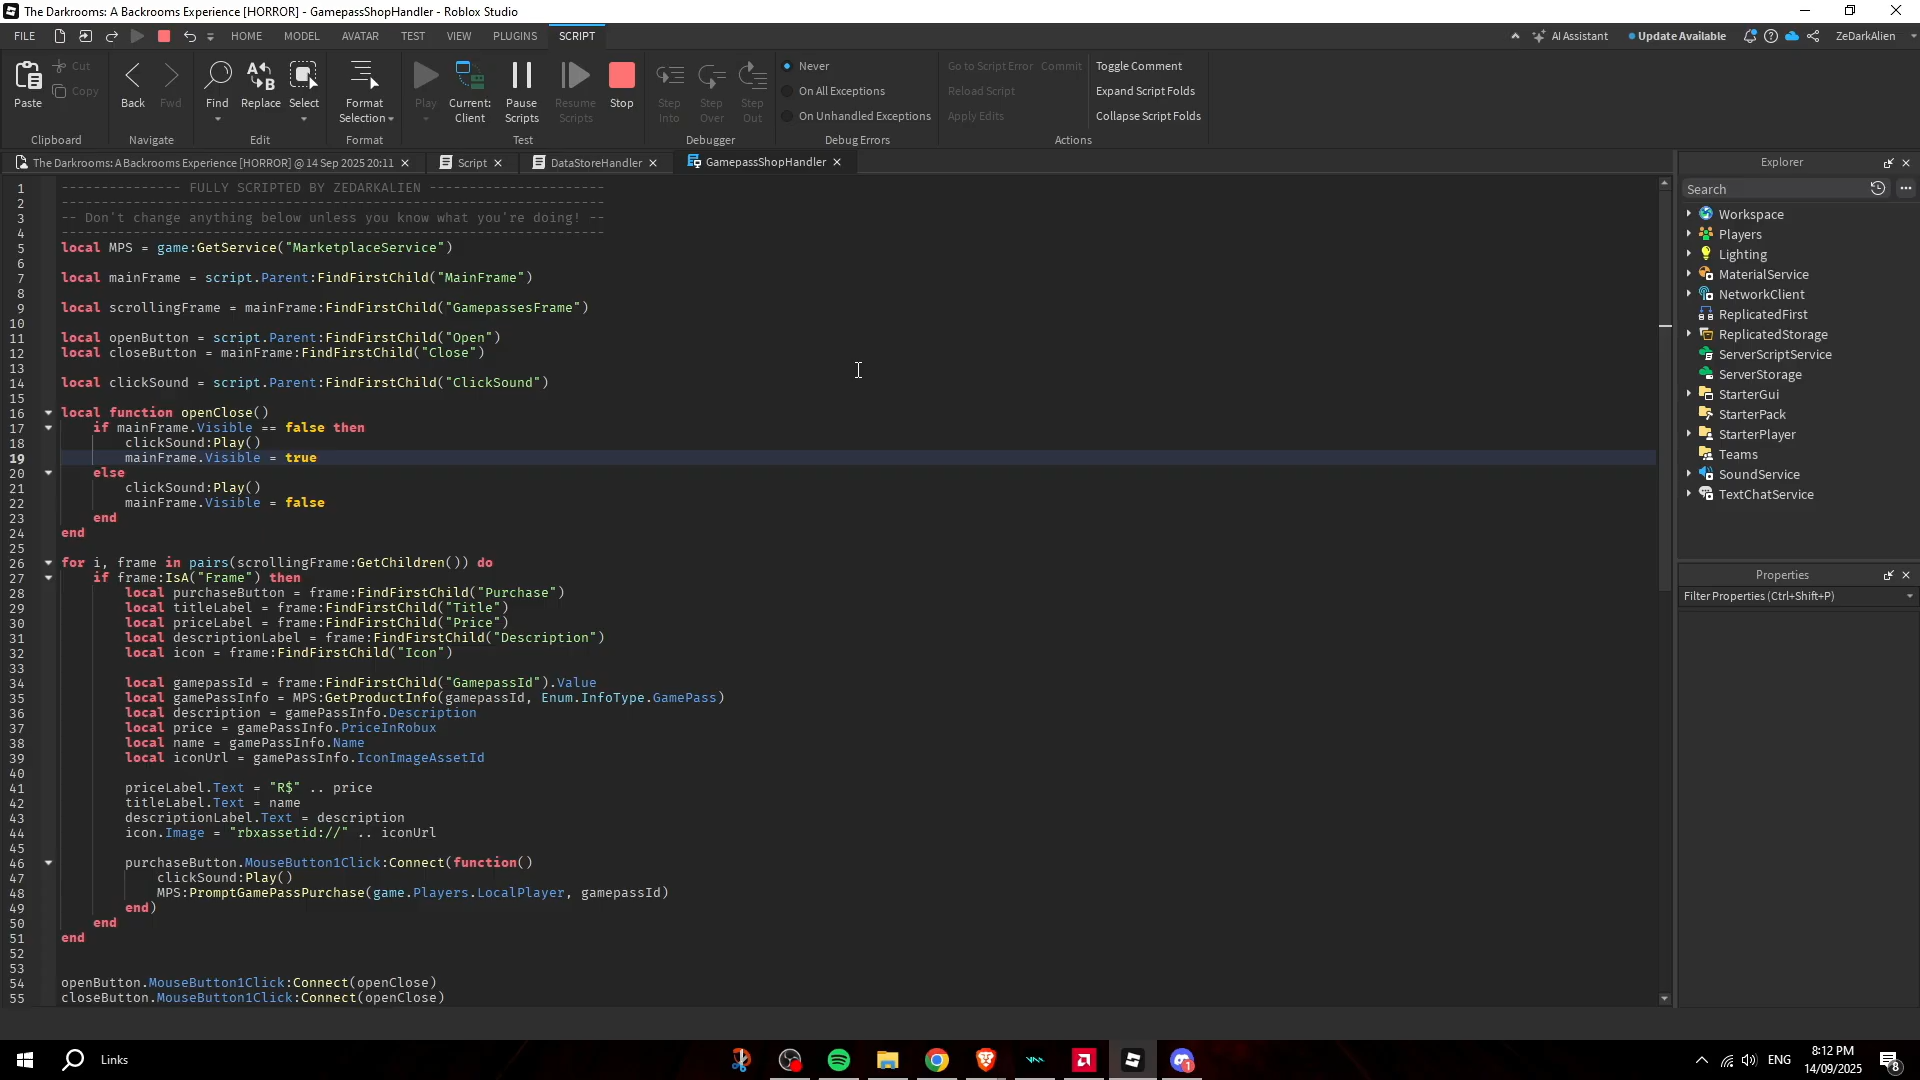 The Darkrooms: A Backrooms Experience [HORROR] - GamepassShopHandler - Roblox Studio
FILE HOME MODEL AVATAR TEST VIEW PLUGINS SCRIPT AI Assistant Update Available ZeDarkAlien
Paste Cut Copy Back Fwd Find Replace Select Format Selection Play Current: Client Pause Scripts Resume Scripts Stop Step Into Step Over Step Out
Never
On All Exceptions
On Unhandled Exceptions
Go to Script Error Commit
Reload Script
Apply Edits
Toggle Comment
Expand Script Folds
Collapse Script Folds
Clipboard Navigate Edit Format Test Debugger Debug Errors Actions
The Darkrooms: A Backrooms Experience [HORROR] @ 14 Sep 2025 20:11 Script DataStoreHandler GamepassShopHandler
1 --------------- FULLY SCRIPTED BY ZEDARKALIEN ----------------------
2 --------------------------------------------------------------------
3 -- Don't change anything below unless you know what you're doing! --
4 --------------------------------------------------------------------
5 local MPS = game:GetService("MarketplaceService")
6
7 local mainFrame = script.Parent:FindFirstChild("MainFrame")
8
9 local scrollingFrame = mainFrame:FindFirstChild("GamepassesFrame")
10
11 local openButton = script.Parent:FindFirstChild("Open")
12 local closeButton = mainFrame:FindFirstChild("Close")
13
14 local clickSound = script.Parent:FindFirstChild("ClickSound")
15
16 local function openClose()
17 if mainFrame.Visible == false then
18 clickSound:Play()
19 mainFrame.Visible = true
20 else
21 clickSound:Play()
22 mainFrame.Visible = false
23 end
24 end
25
26 for i, frame in pairs(scrollingFrame:GetChildren()) do
27 if frame:IsA("Frame") then
28 local purchaseButton = frame:FindFirstChild("Purchase")
29 local titleLabel = frame:FindFirstChild("Title")
30 local priceLabel = frame:FindFirstChild("Price")
31 local descriptionLabel = frame:FindFirstChild("Description")
32 local icon = frame:FindFirstChild("Icon")
33
34 local gamepassId = frame:FindFirstChild("GamepassId").Value
35 local gamePassInfo = MPS:GetProductInfo(gamepassId, Enum.InfoType.GamePass)
36 local description = gamePassInfo.Description
37 local price = gamePassInfo.PriceInRobux
38 local name = gamePassInfo.Name
39 local iconUrl = gamePassInfo.IconImageAssetId
40
41 priceLabel.Text = "R$" .. price
42 titleLabel.Text = name
43 descriptionLabel.Text = description
44 icon.Image = "rbxassetid://" .. iconUrl
45
46 purchaseButton.MouseButton1Click:Connect(function()
47 clickSound:Play()
48 MPS:PromptGamePassPurchase(game.Players.LocalPlayer, gamepassId)
49 end)
50 end
51 end
52
53
54 openButton.MouseButton1Click:Connect(openClose)
55 closeButton.MouseButton1Click:Connect(openClose)
Explorer
Search
Workspace
Players
Lighting
MaterialService
NetworkClient
ReplicatedFirst
ReplicatedStorage
ServerScriptService
ServerStorage
StarterGui
StarterPack
StarterPlayer
Teams
SoundService
TextChatService
Properties
Filter Properties (Ctrl+Shift+P)
Links
ENG
8:12 PM
14/09/2025
8
1